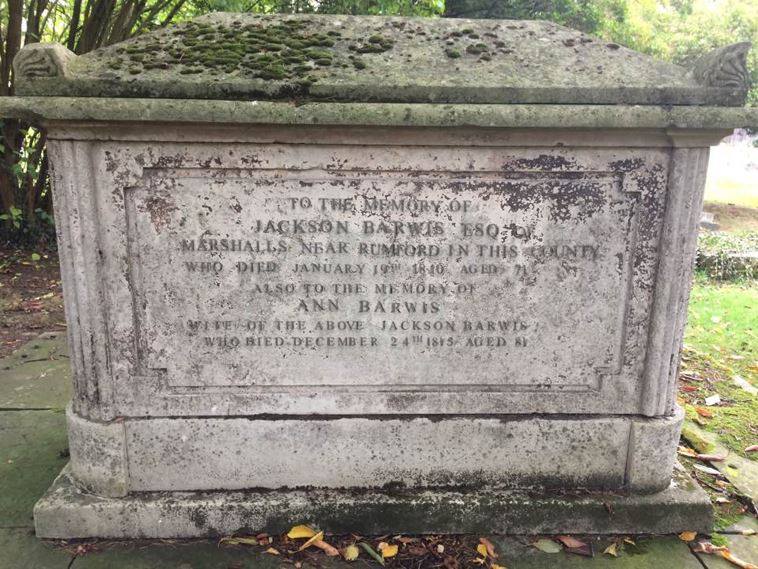 TO THE MEMORY OF
JACKSON BARWIS ESQ. OF
MARSHALLS NEAR RUMFORD IN THIS COUNTY
WHO DIED JANUARY 19TH 1840 AGED 71
ALSO TO THE MEMORY OF
ANN BARWIS
WIFE OF THE ABOVE JACKSON BARWIS
WHO DIED DECEMBER 24TH AGED 81